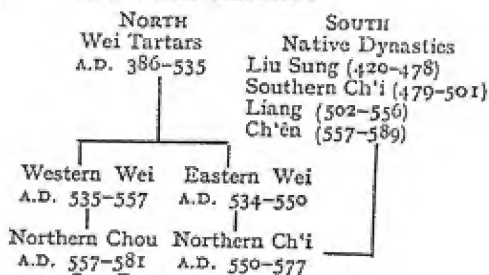 NORTH
Wei Tartars
A.D. 386–535
SOUTH
Native Dynastics
Liu Sung (420–478)
Southern Ch'i (479–501)
Liang (502–556)
Ch'ên (557–589)
Western Wei
A.D. 535–557
Eastern Wei
A.D. 534–550
Northern Chou
A.D. 557–581
Northern Ch'i
A.D. 550–577